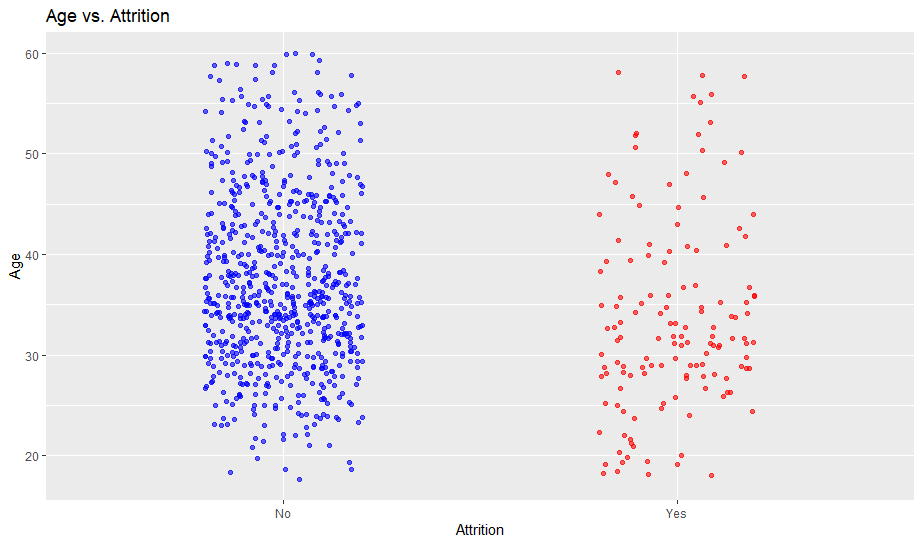 Age vs. Attrition
60
50
40
30
20
Age
No
Yes
Attrition